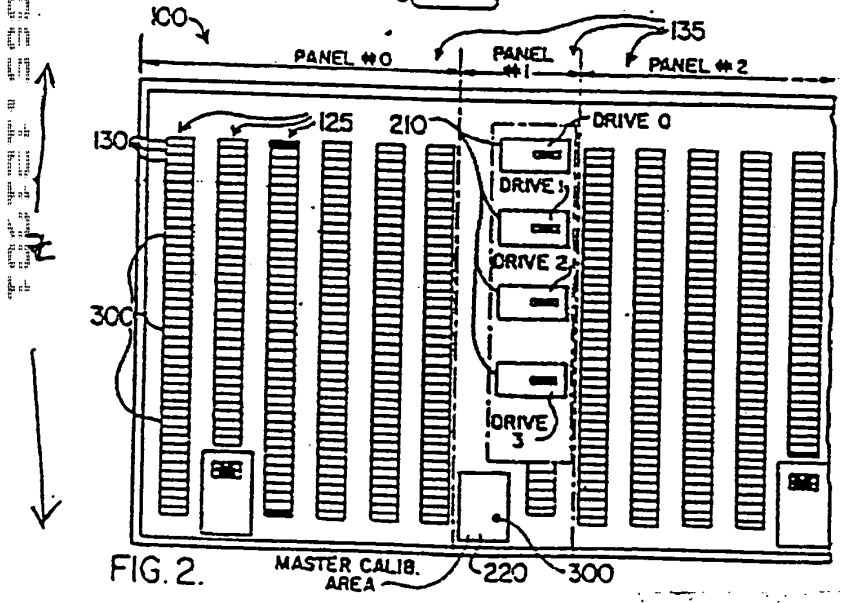 100
135
PANEL #0
PANEL #1
PANEL #2
130
125
210
DRIVE 0
DRIVE 1
DRIVE 2
300
DRIVE 3
FIG. 2.
MASTER CALIB. AREA
220
300